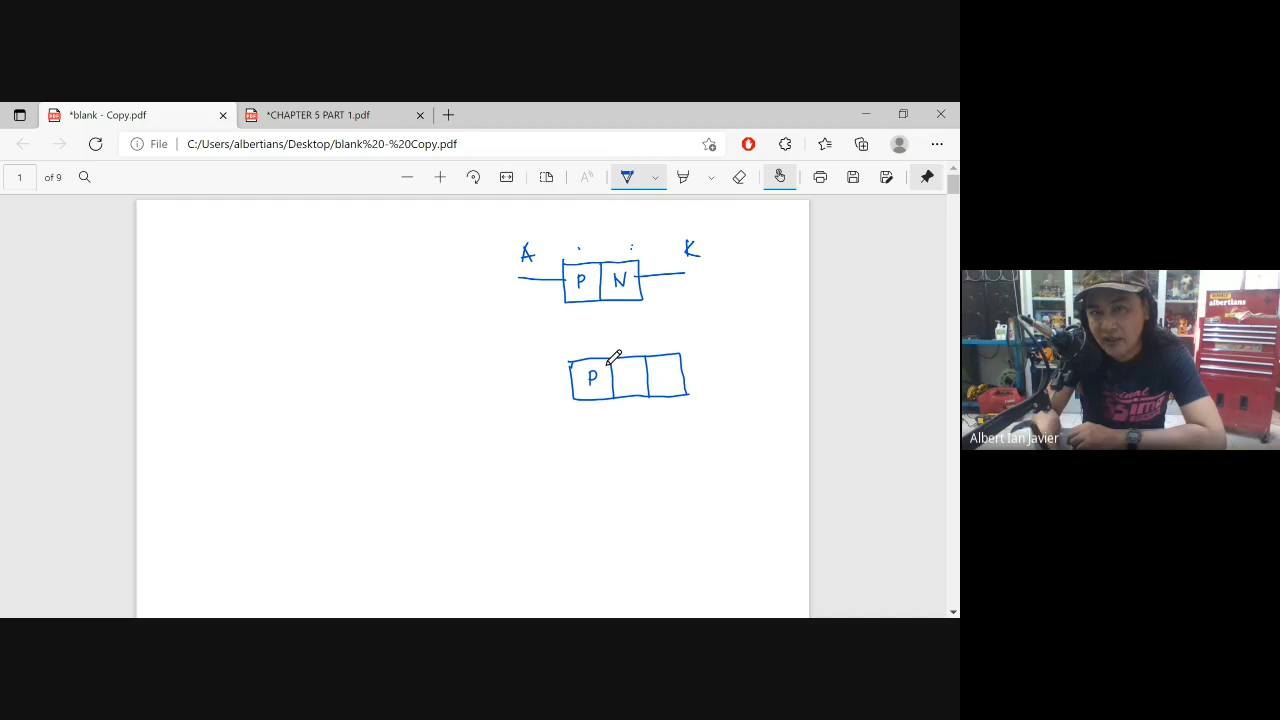 *blank - Copy.pdf
*CHAPTER 5 PART 1.pdf
File
C:/Users/albertians/Desktop/blank%20-%20Copy.pdf
1
of 9
A
K
P N
P
albertians
Albert Ian Javier